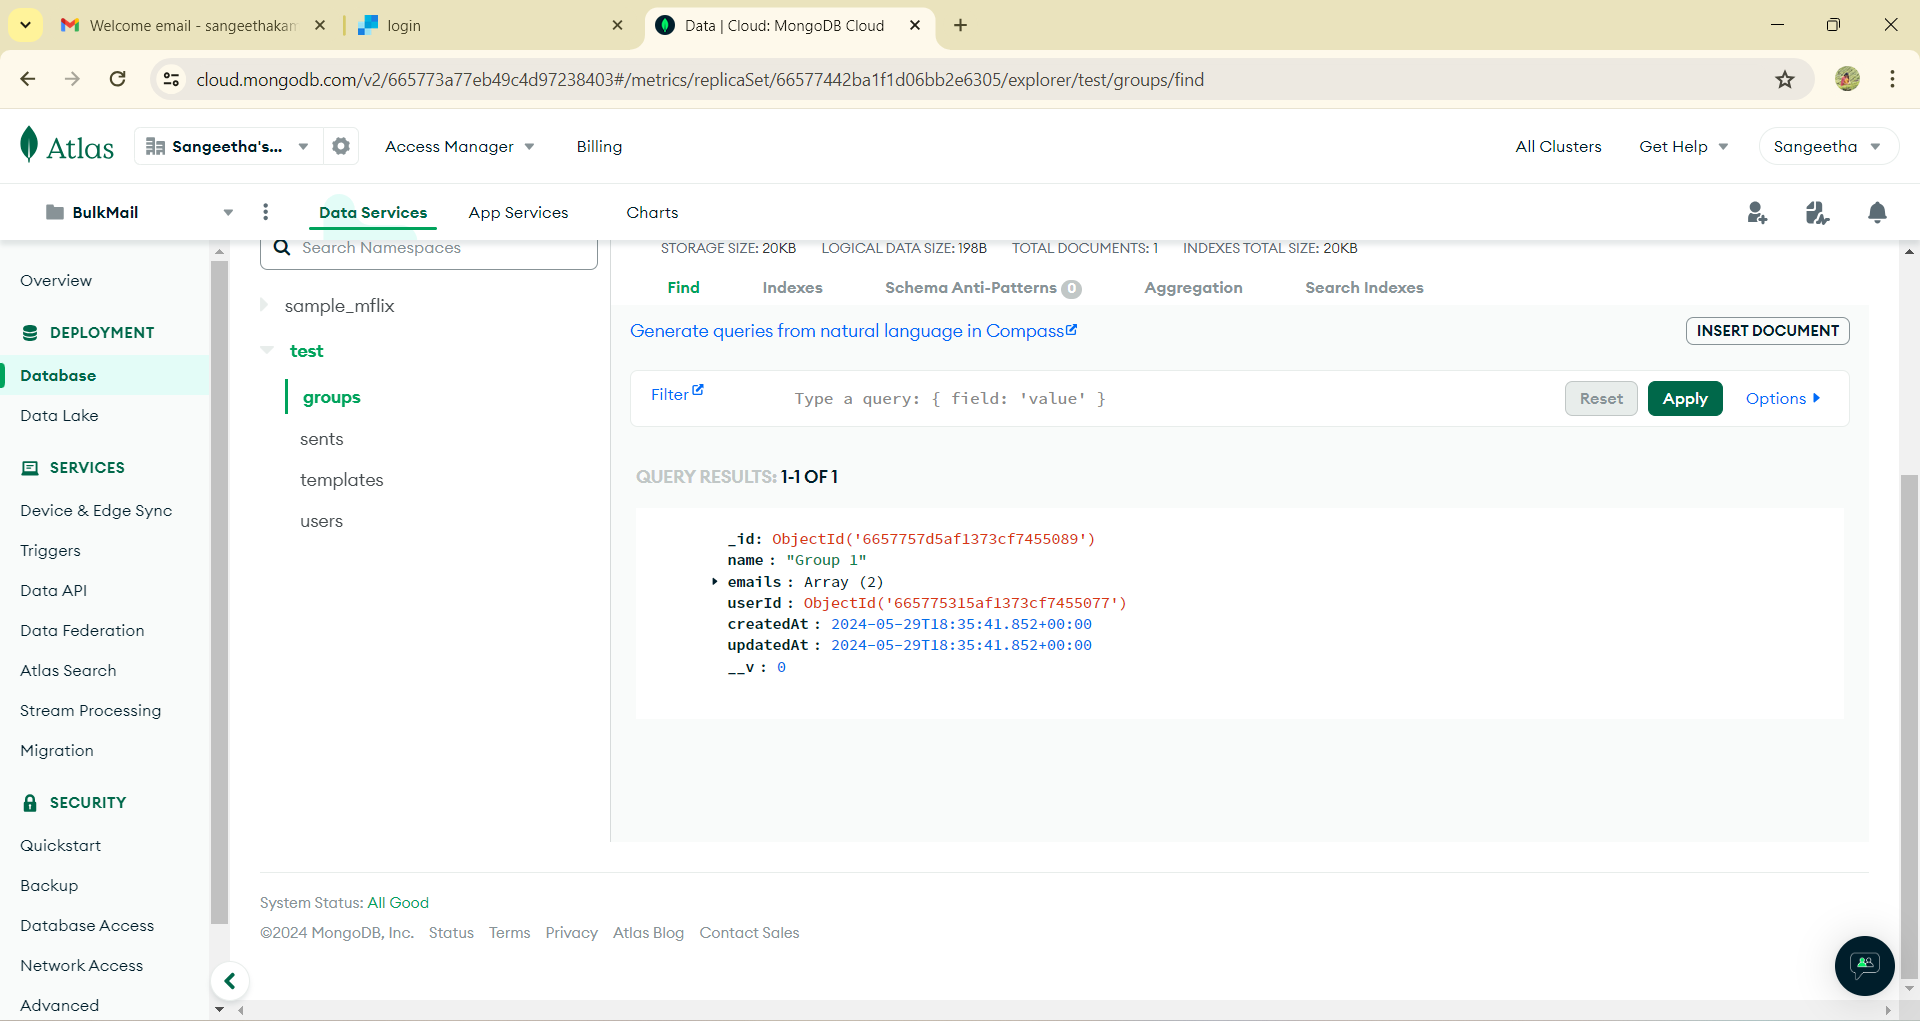 Welcome email - sangeethakam
login
Data | Cloud: MongoDB Cloud
cloud.mongodb.com/v2/665773a77eb49c4d97238403#/metrics/replicaSet/66577442ba1f1d06bb2e6305/explorer/test/groups/find
Atlas
Sangeetha's...
Access Manager
Billing
All Clusters
Get Help
Sangeetha
BulkMail
Data Services
App Services
Charts
Overview
DEPLOYMENT
Database
Data Lake
SERVICES
Device & Edge Sync
Triggers
Data API
Data Federation
Atlas Search
Stream Processing
Migration
SECURITY
Quickstart
Backup
Database Access
Network Access
Advanced
Search Namespaces
sample_mflix
test
groups
sents
templates
users
STORAGE SIZE: 20KB LOGICAL DATA SIZE: 198B TOTAL DOCUMENTS: 1 INDEXES TOTAL SIZE: 20KB
Find Indexes Schema Anti-Patterns 0 Aggregation Search Indexes
Generate queries from natural language in Compass
INSERT DOCUMENT
Filter
Type a query: { field: 'value' }
Reset
Apply
Options
QUERY RESULTS: 1-1 OF 1
_id: ObjectId('6657757d5af1373cf7455089')
name : "Group 1"
emails : Array (2)
userId : ObjectId('665775315af1373cf7455077')
createdAt : 2024-05-29T18:35:41.852+00:00
updatedAt : 2024-05-29T18:35:41.852+00:00
__v : 0
System Status: All Good
©2024 MongoDB, Inc. Status Terms Privacy Atlas Blog Contact Sales